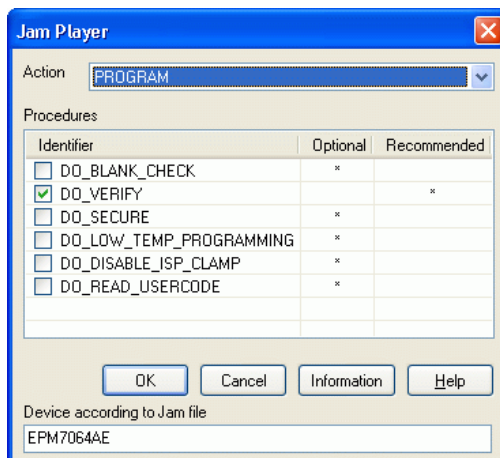 Jam Player
Action PROGRAM
Procedures
Identifier Optional Recommended
DO_BLANK_CHECK *
DO_VERIFY *
DO_SECURE *
DO_LOW_TEMP_PROGRAMMING *
DO_DISABLE_ISP_CLAMP *
DO_READ_USERCODE *
OK Cancel Information Help
Device according to Jam file
EPM7064AE